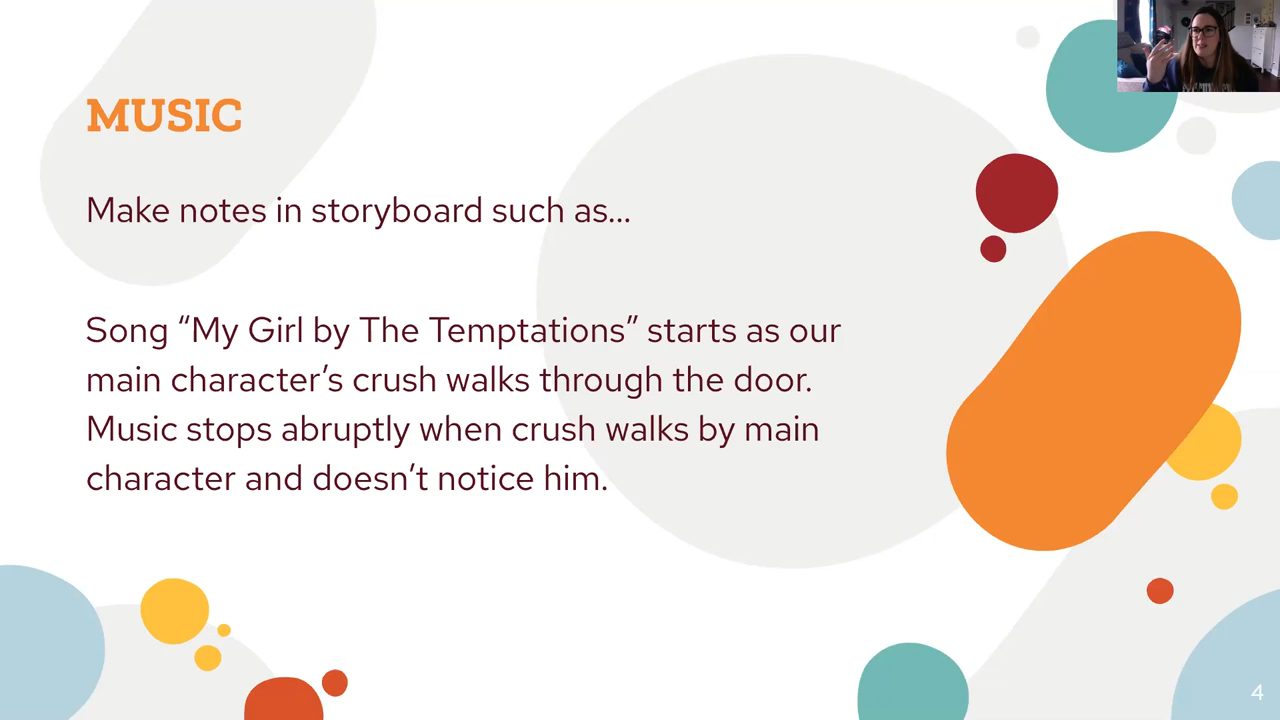 MUSIC
Make notes in storyboard such as...
Song “My Girl by The Temptations” starts as our
main character’s crush walks through the door.
Music stops abruptly when crush walks by main
character and doesn’t notice him.
4